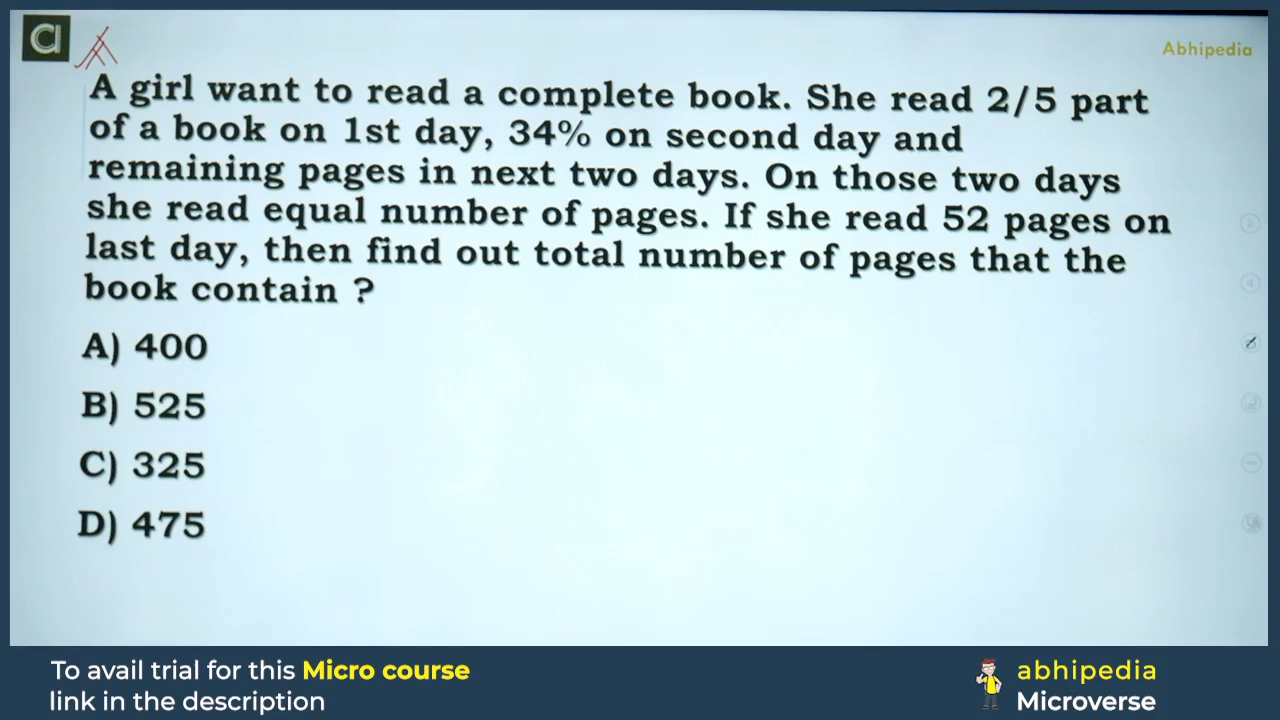 a
Abhipedia
A girl want to read a complete book. She read 2/5 part
of a book on 1st day, 34% on second day and
remaining pages in next two days. On those two days
she read equal number of pages. If she read 52 pages on
last day, then find out total number of pages that the
book contain ?
A) 400
B) 525
C) 325
D) 475
To avail trial for this Micro course
link in the description
abhipedia
Microverse